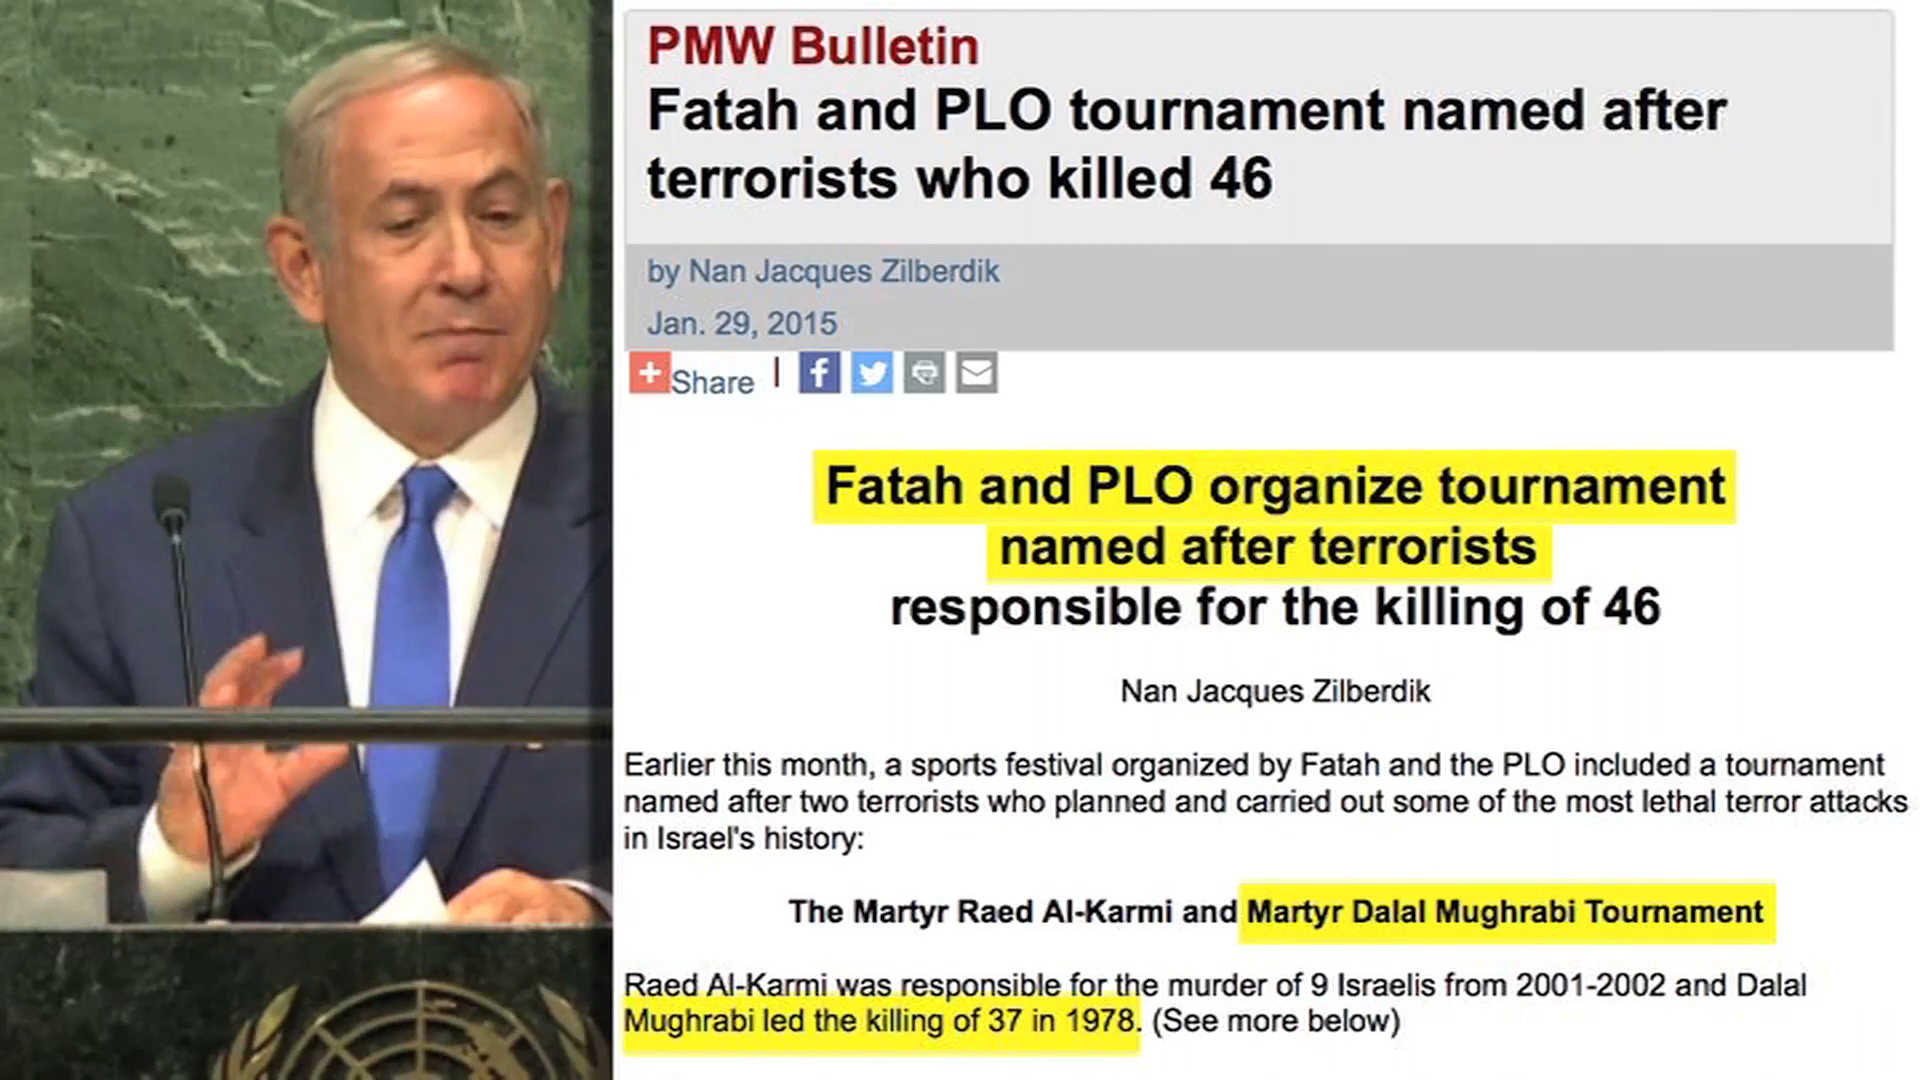 PMW Bulletin
Fatah and PLO tournament named after
terrorists who killed 46
by Nan Jacques Zilberdik
Jan. 29, 2015
Share
Fatah and PLO organize tournament
named after terrorists
responsible for the killing of 46
Nan Jacques Zilberdik
Earlier this month, a sports festival organized by Fatah and the PLO included a tournament
named after two terrorists who planned and carried out some of the most lethal terror attacks
in Israel's history:
The Martyr Raed Al-Karmi and Martyr Dalal Mughrabi Tournament
Raed Al-Karmi was responsible for the murder of 9 Israelis from 2001-2002 and Dalal
Mughrabi led the killing of 37 in 1978. (See more below)